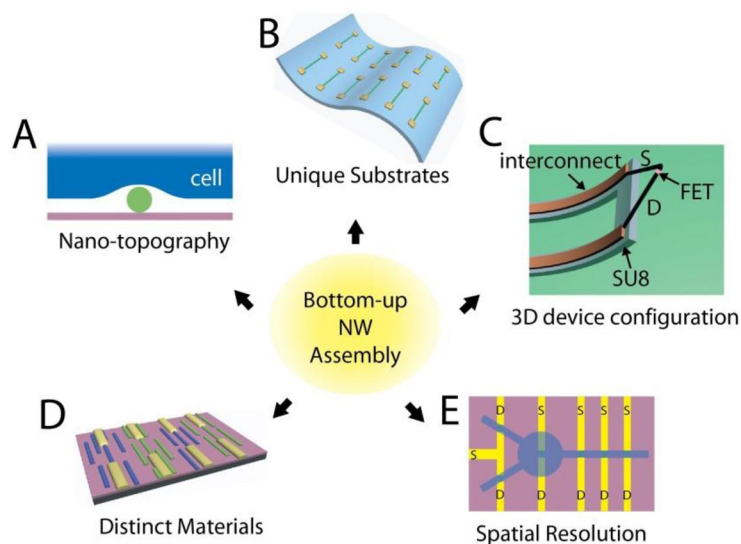 A
cell
Nano-topography
B
Unique Substrates
C
interconnect
S
FET
D
SU8
3D device configuration
Bottom-up
NW
Assembly
D
Distinct Materials
E
D S S S S
S
D D D D D
Spatial Resolution